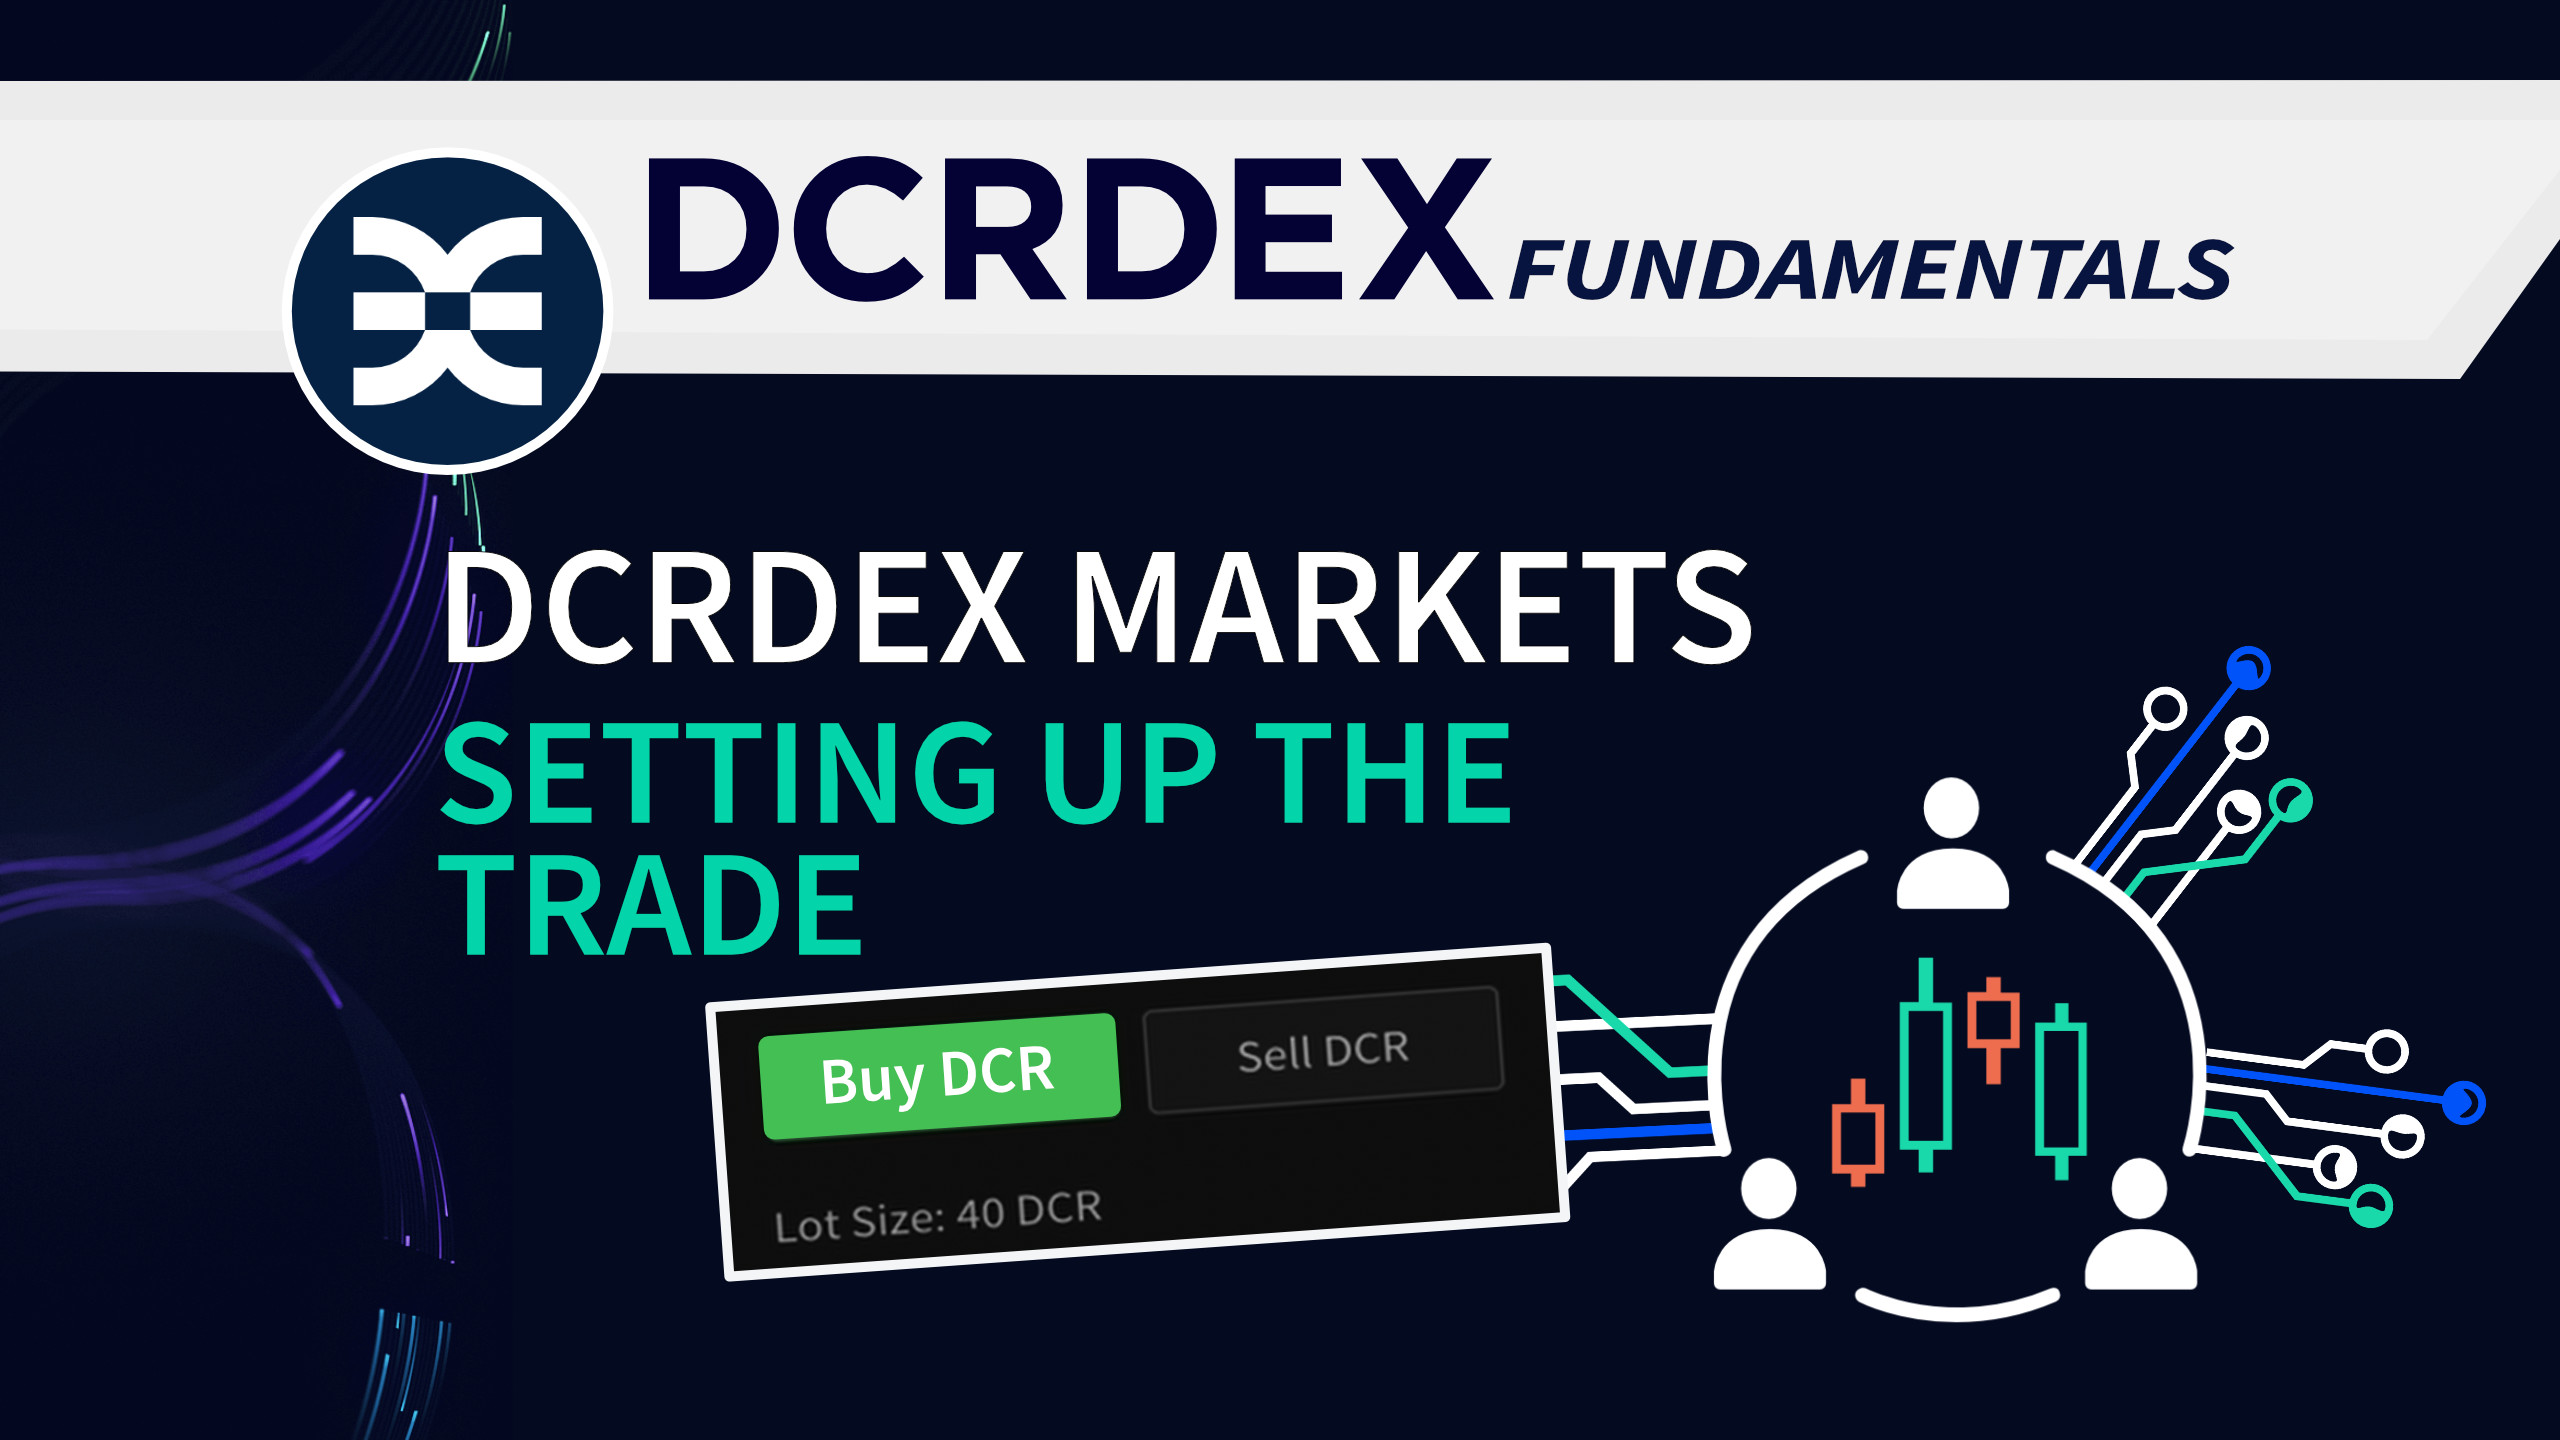 DCRDEX FUNDAMENTALS
DCRDEX MARKETS
SETTING UP THE
TRADE
Buy DCR
Sell DCR
Lot Size: 40 DCR